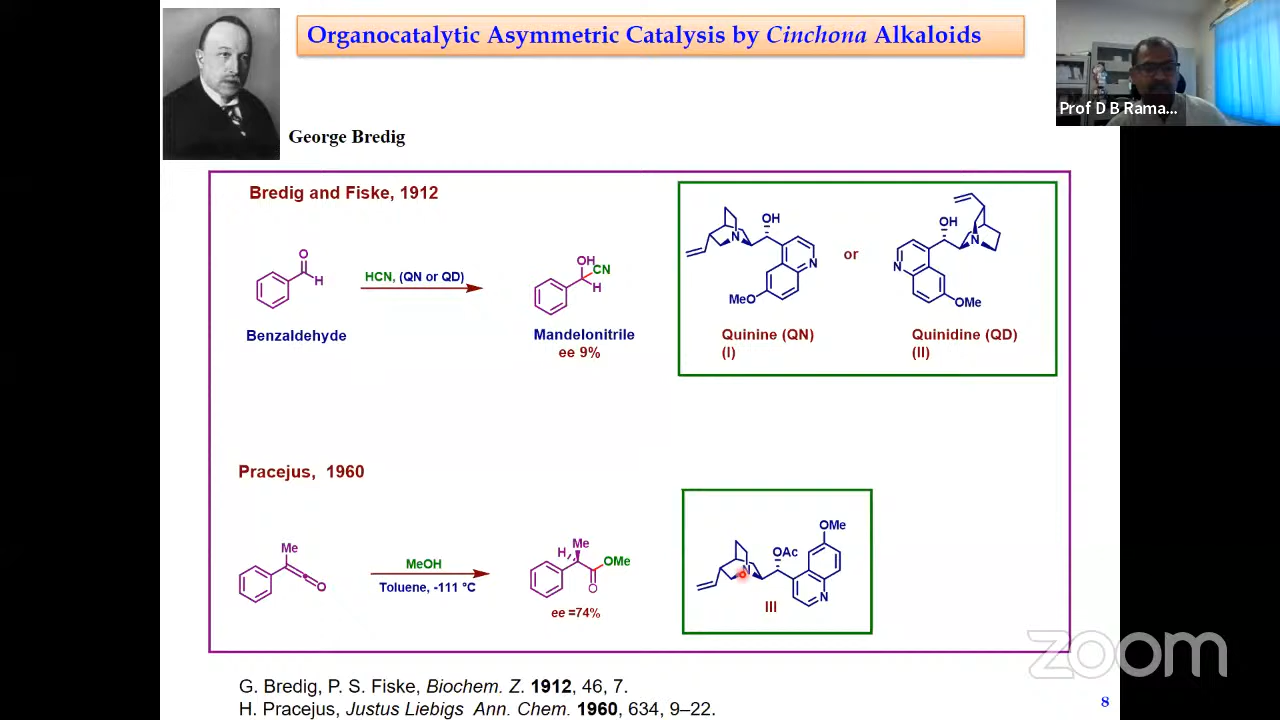 Organocatalytic Asymmetric Catalysis by Cinchona Alkaloids
Prof D B Rama...
George Bredig
Bredig and Fiske, 1912
O
H
Benzaldehyde
HCN, (QN or QD)
OH
CN
H
Mandelonitrile
ee 9%
OH
N
N
MeO
Quinine (QN)
(I)
or
OH
N
N
OMe
Quinidine (QD)
(II)
Pracejus, 1960
Me
O
MeOH
Toluene, -111 °C
Me
H
OMe
O
ee =74%
OMe
OAc
N
N
III
zoom
G. Bredig, P. S. Fiske, Biochem. Z. 1912, 46, 7.
H. Pracejus, Justus Liebigs Ann. Chem. 1960, 634, 9–22.
8